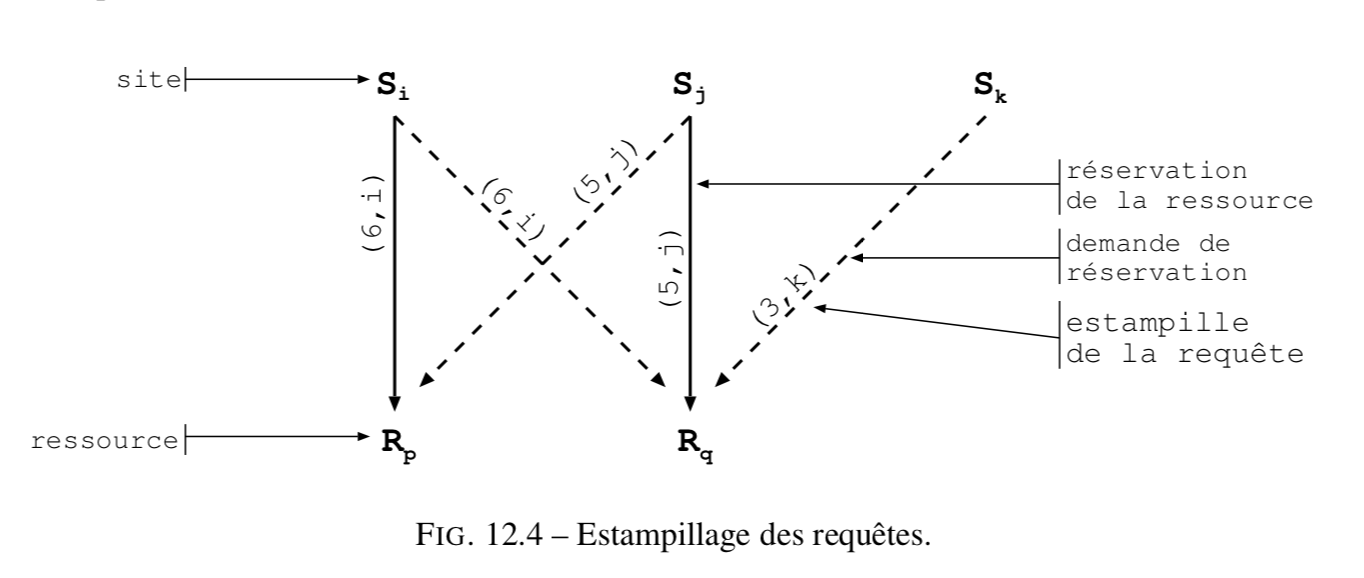 site
S_i
S_j
S_k
(6,i)
(6,i)
(5,j)
(5,j)
(3,k)
réservation
de la ressource
demande de
réservation
estampille
de la requête
ressource
R_p
R_q
FIG. 12.4 – Estampillage des requêtes.